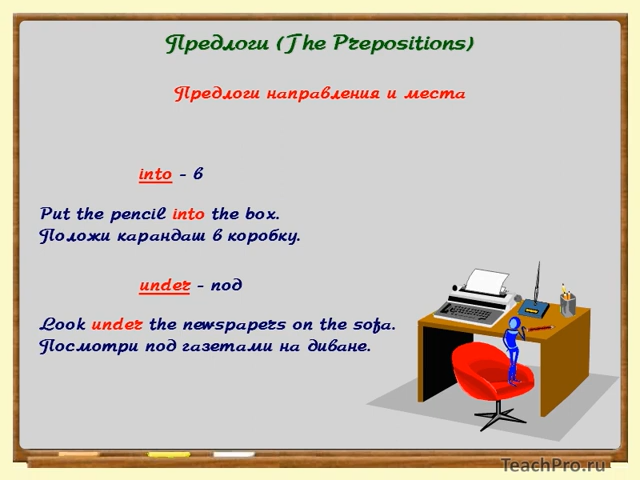 Предлоги (The Prepositions)
Предлоги направления и места
into - в
Put the pencil into the box.
Положи карандаш в коробку.
under - под
Look under the newspapers on the sofa.
Посмотри под газетами на диване.
TeachPro.ru